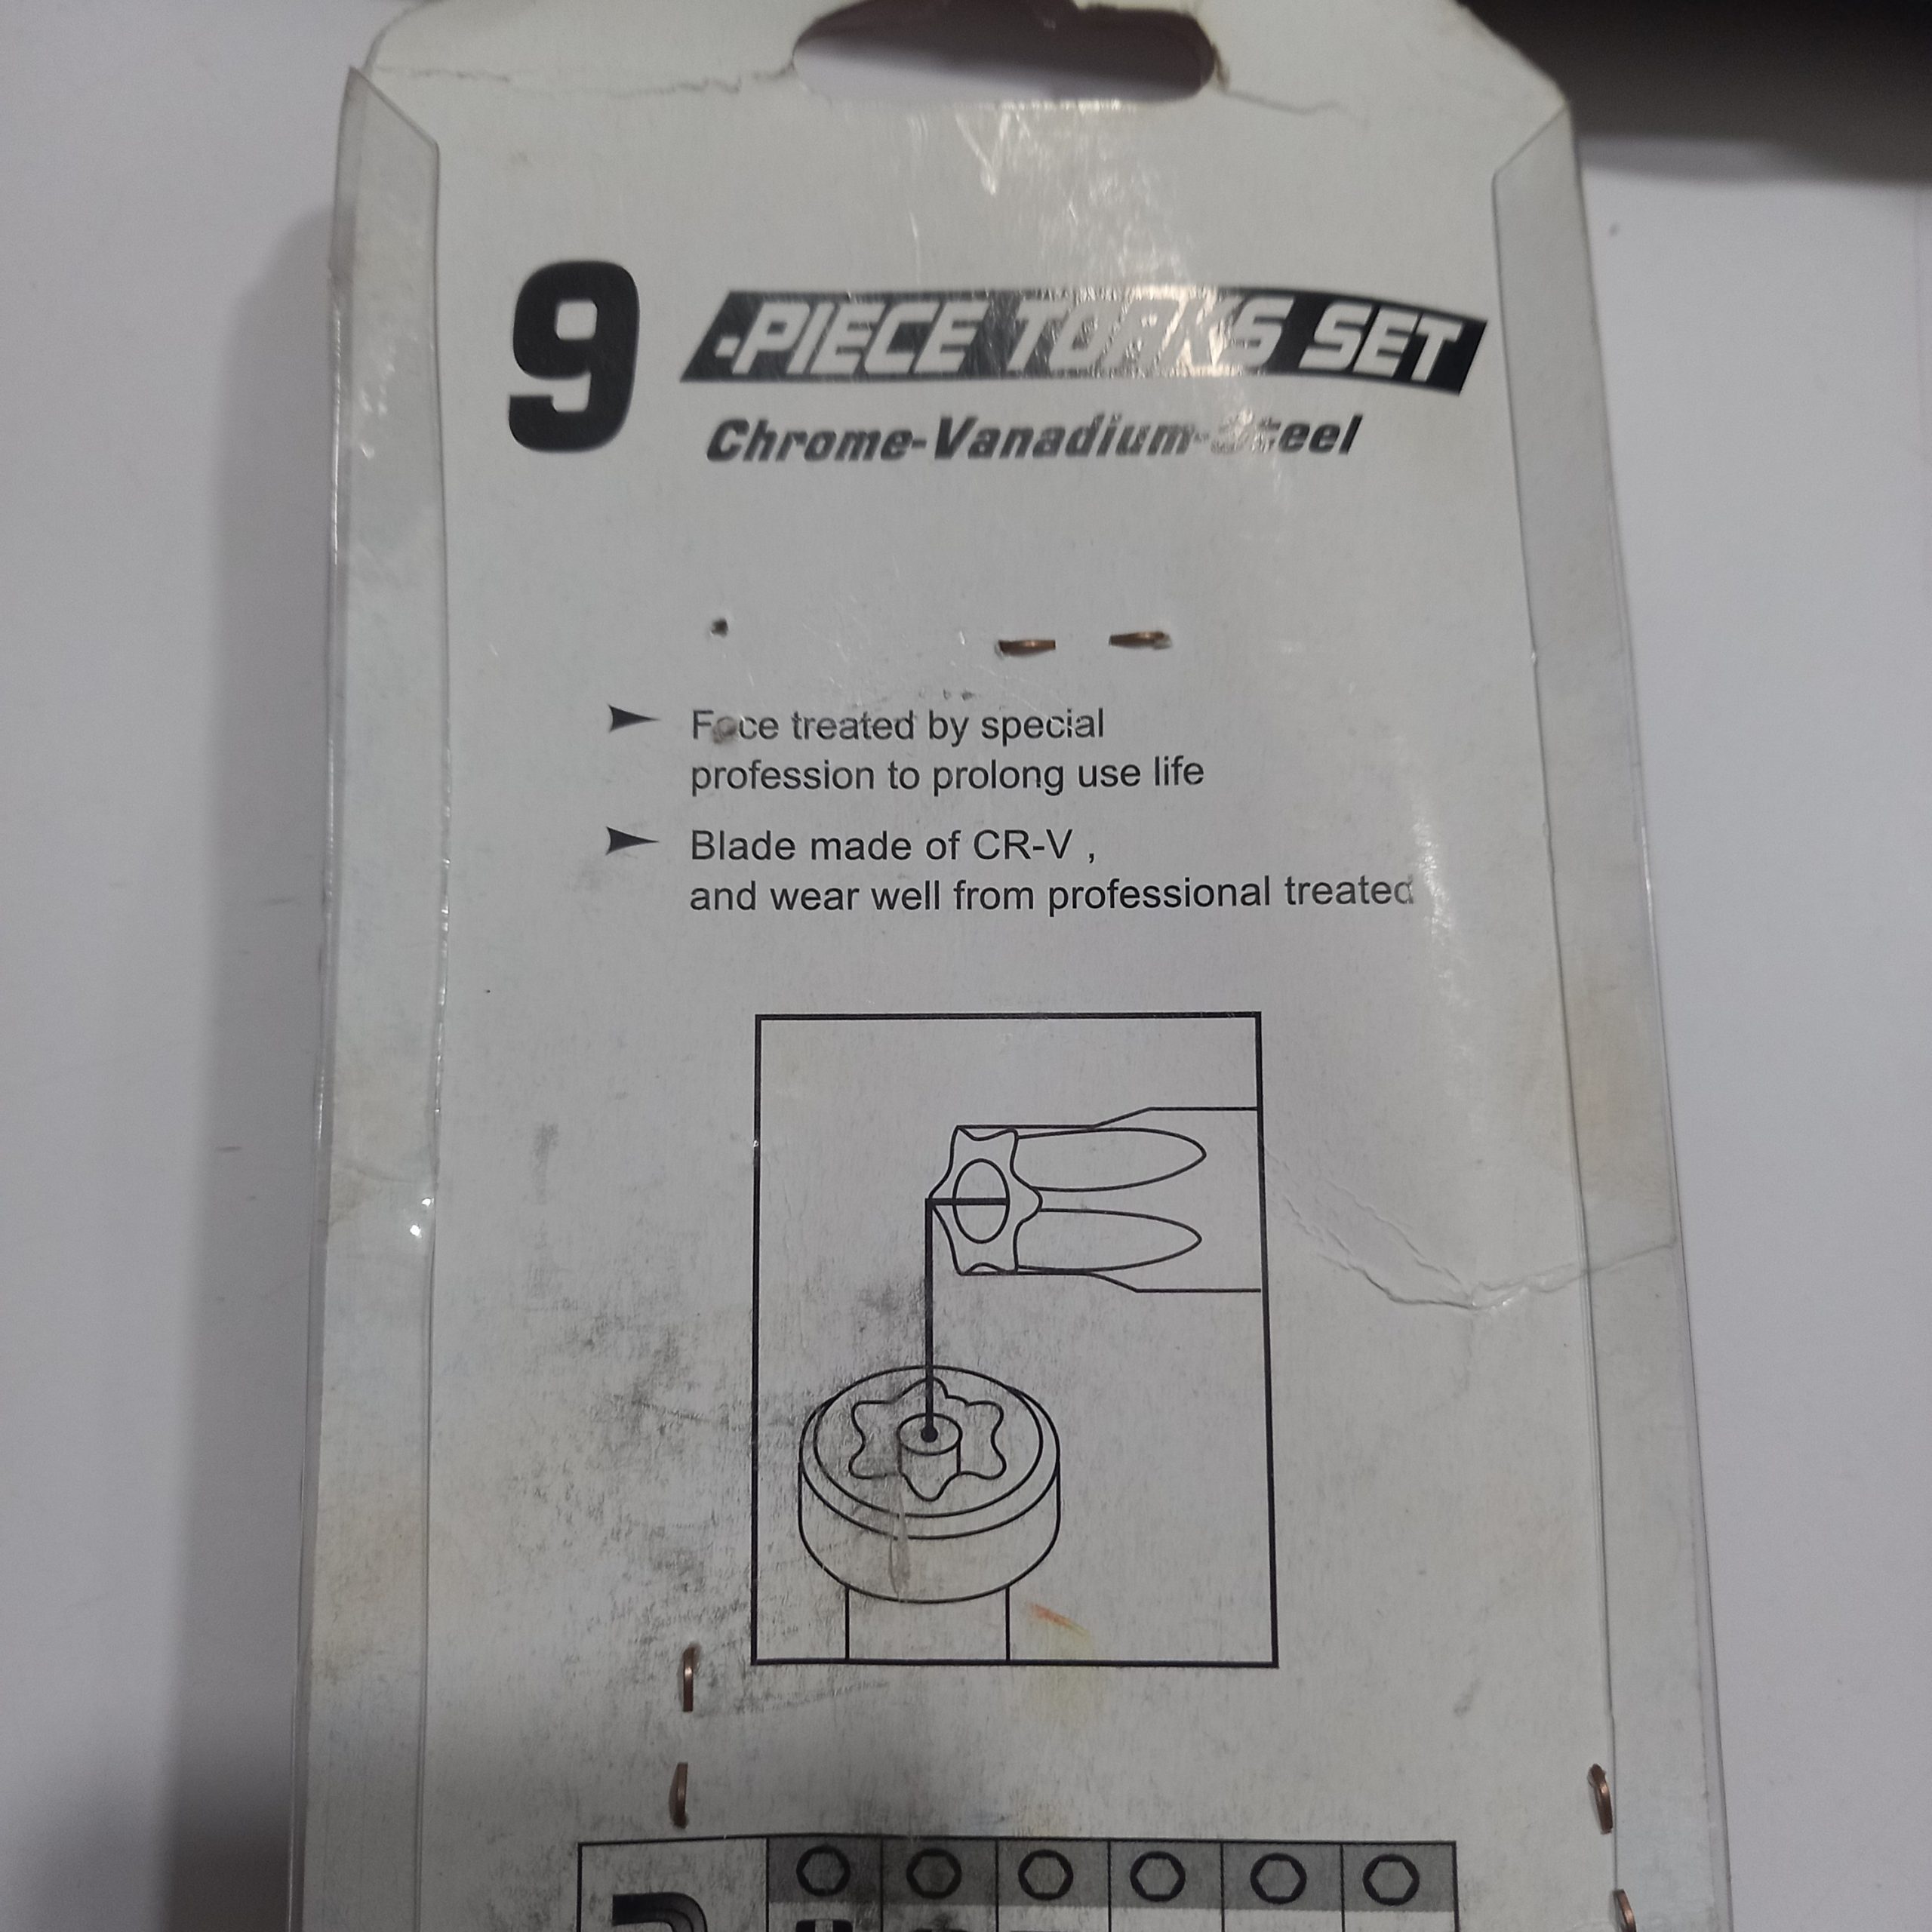 9 -PIECE TORKS SET
Chrome-Vanadium-Steel
Face treated by special
profession to prolong use life
Blade made of CR-V ,
and wear well from professional treated